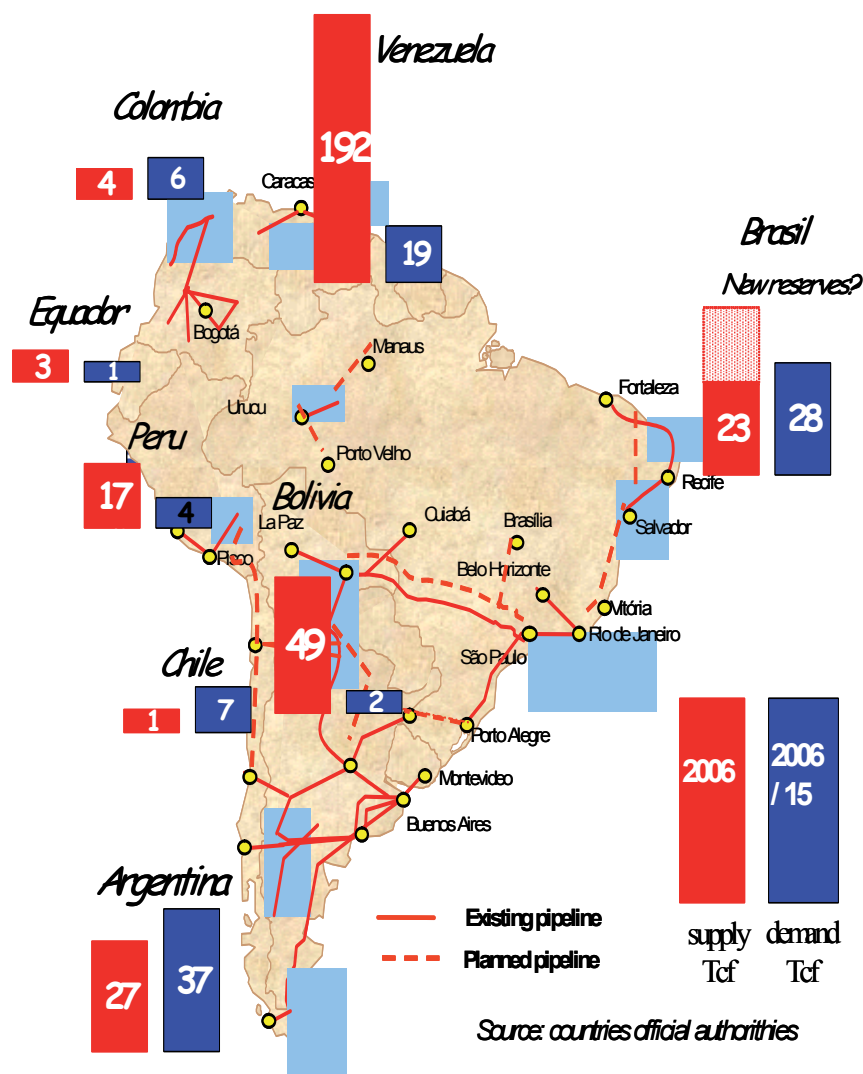 Venezuela
Colombia
192
4
6
Caracas
19
Brasil
New reserves?
Equador
Bogotá
3
1
Manaus
Fortaleza
Urucu
23
28
Peru
Porto Velho
17
Bolivia
Recife
4
La Paz
Cuiabá
Brasília
Salvador
Pisco
Belo Horizonte
Vitória
Rio de Janeiro
49
São Paulo
Chile
1
7
2
Porto Alegre
2006
2006
/ 15
Montevideo
Buenos Aires
Argentina
Existing pipeline
supply
Tcf
demand
Tcf
Planned pipeline
27
37
Source: countries official authorithies